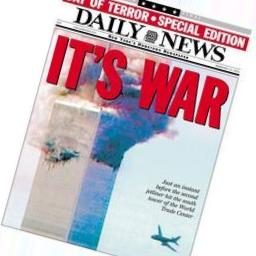 DAY OF TERROR • SPECIAL EDITION
DAILY NEWS
IT'S WAR
Just an instant
before the second
jetliner hit the south
tower of the World
Trade Center